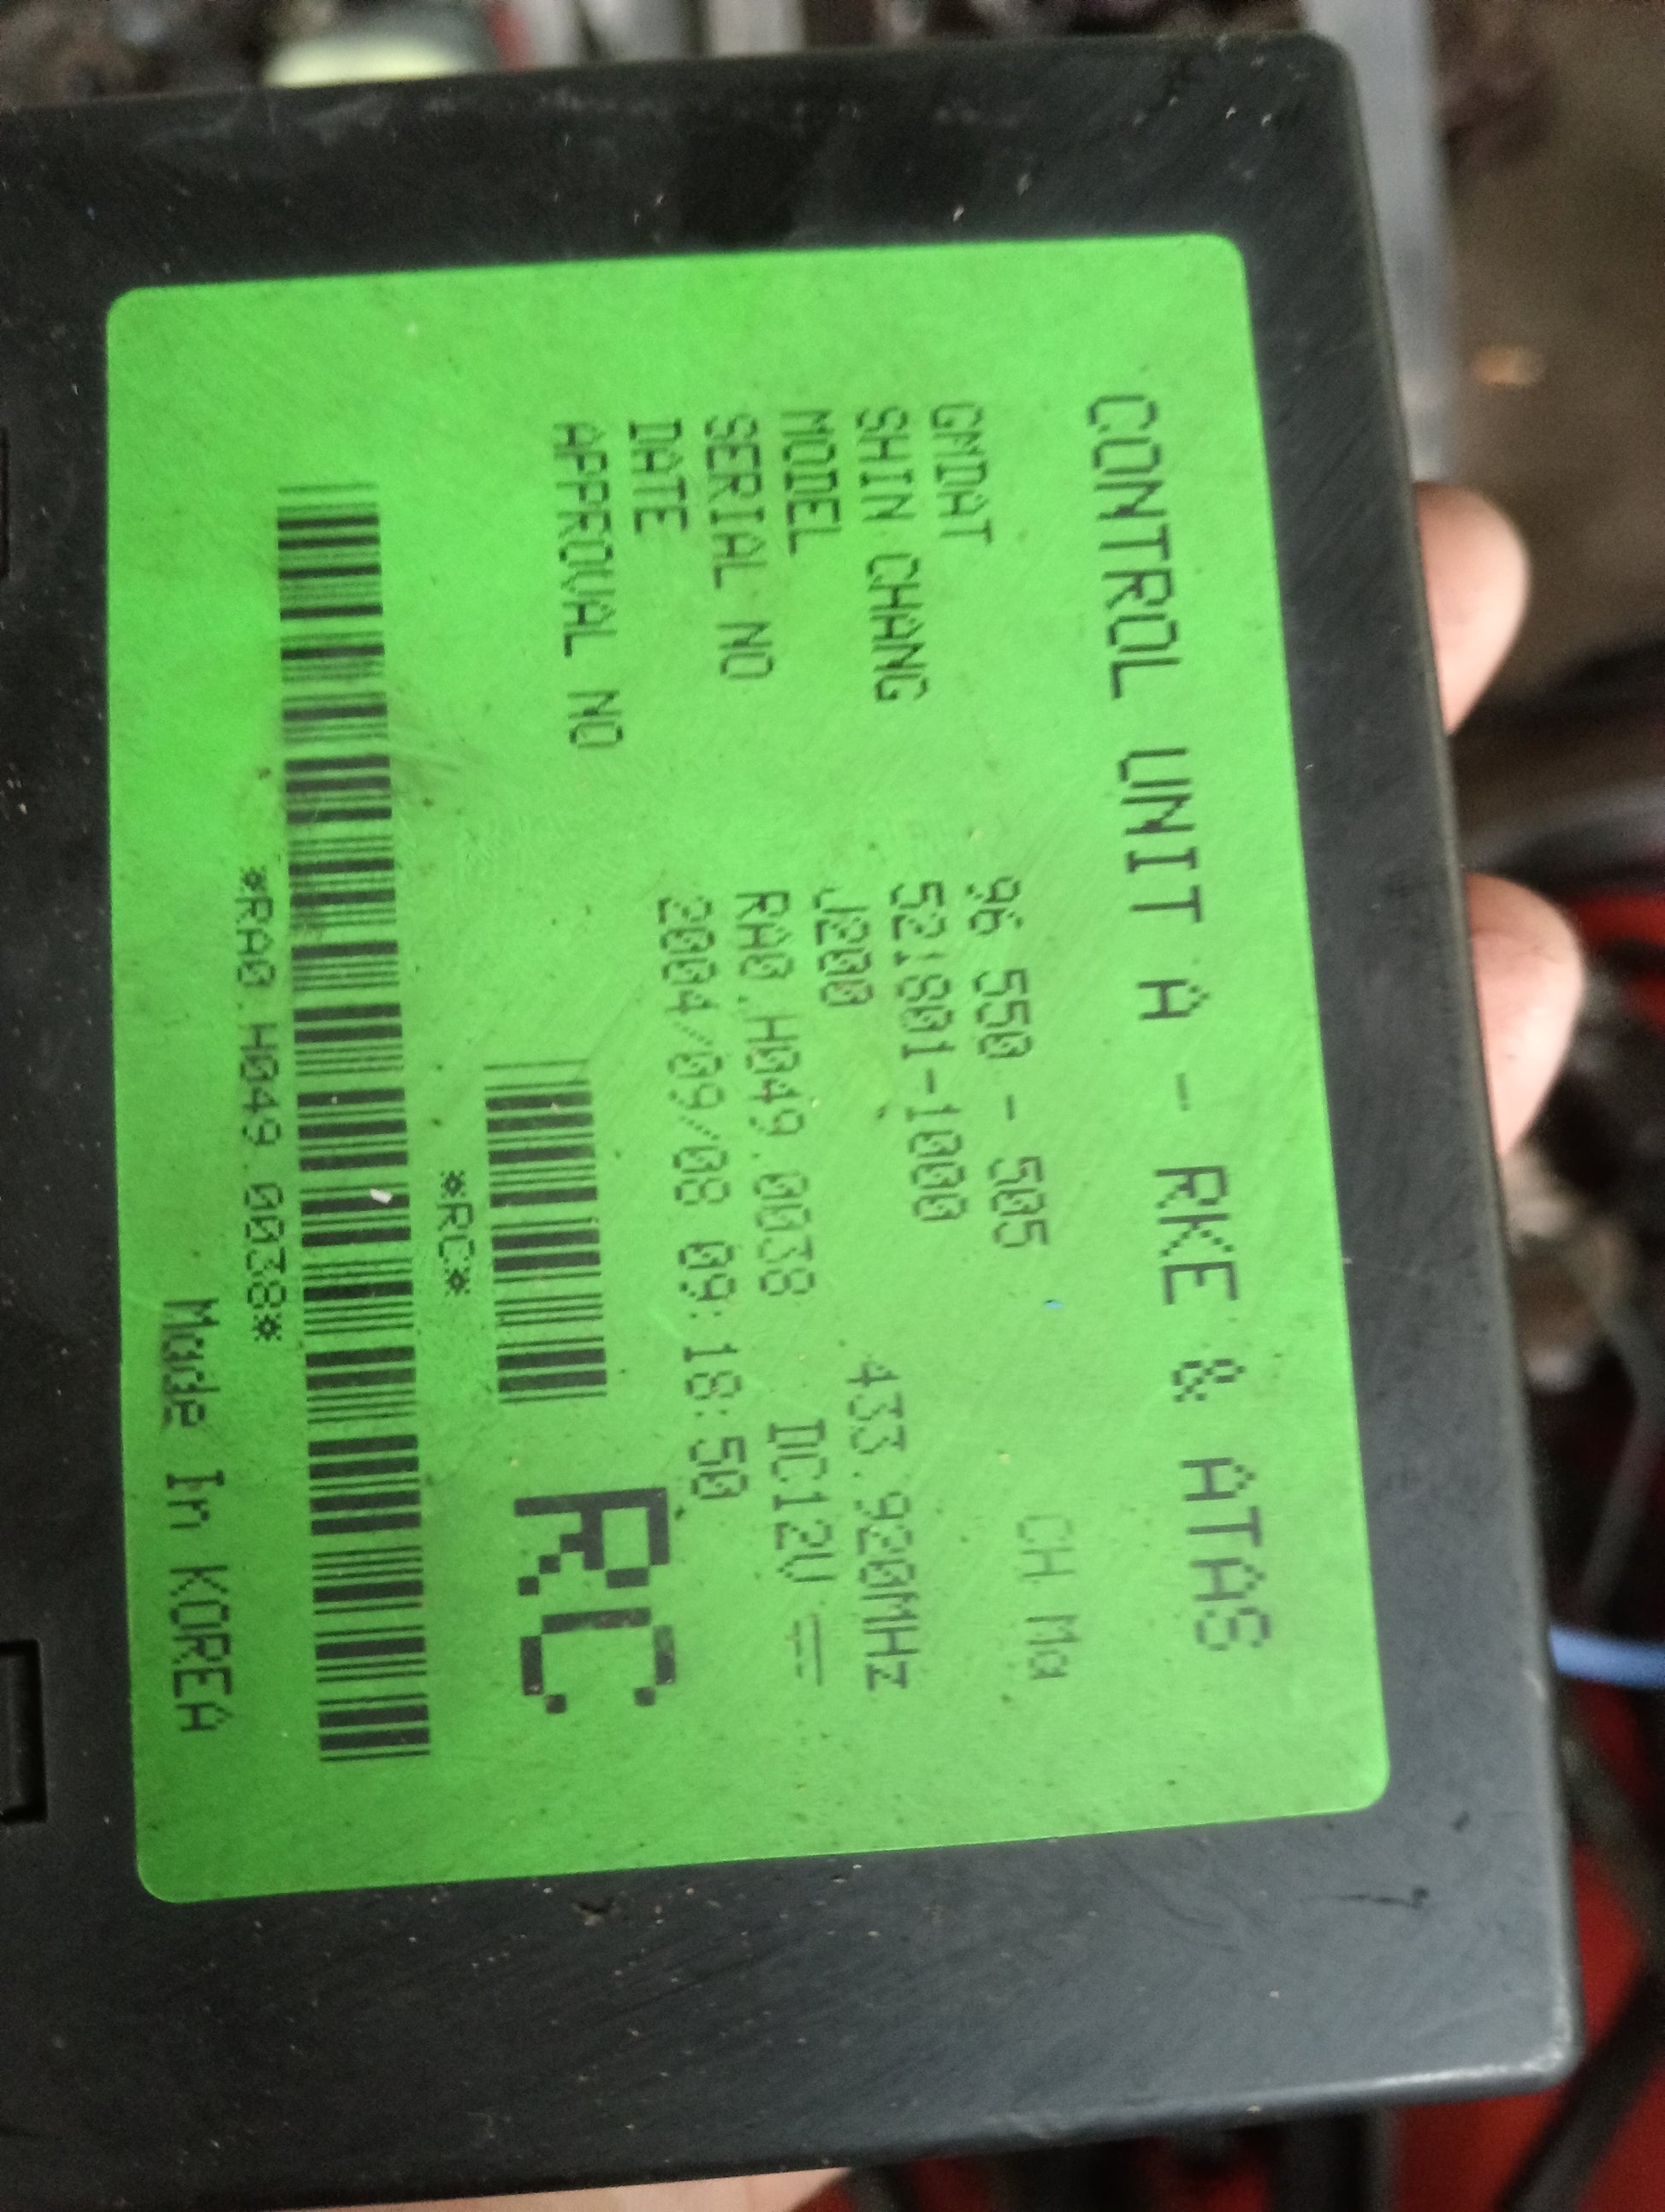 CONTROL UNIT A - RKE & ATAS
GMDAT 96 550 - 505 CH Ma
SHIN CHANG 521801-1000
MODEL J200 433.920MHz
SERIAL NO RA0.H049.0038 DC12V
DATE 2004/09/08 09:18:50
APPROVAL NO
RC
*RC*
*RA0.H049.0038*
Made In KOREA